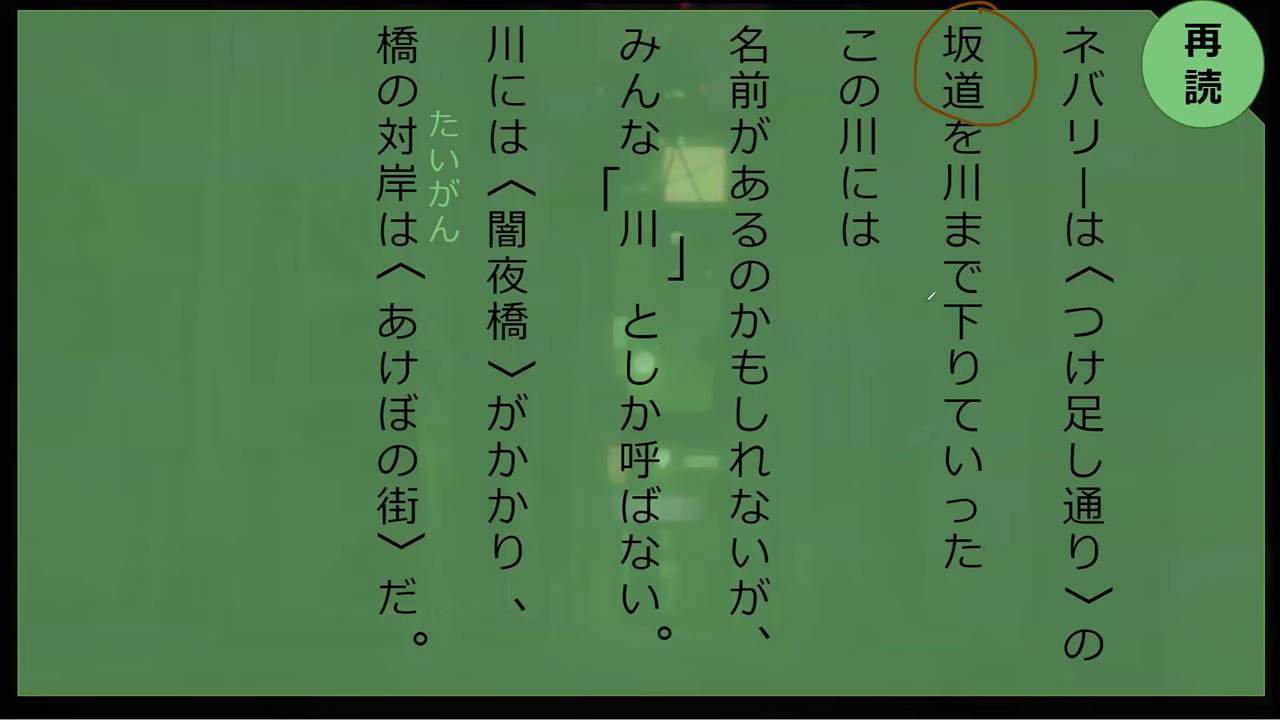 再読
ネバリーは〈つけ足し通り〉の
坂道を川まで下りていった
この川には
名前があるのかもしれないが、
みんな「川」としか呼ばない。
川には〈闇夜橋〉がかかり、
たいがん
橋の対岸は〈あけぼの街〉だ。